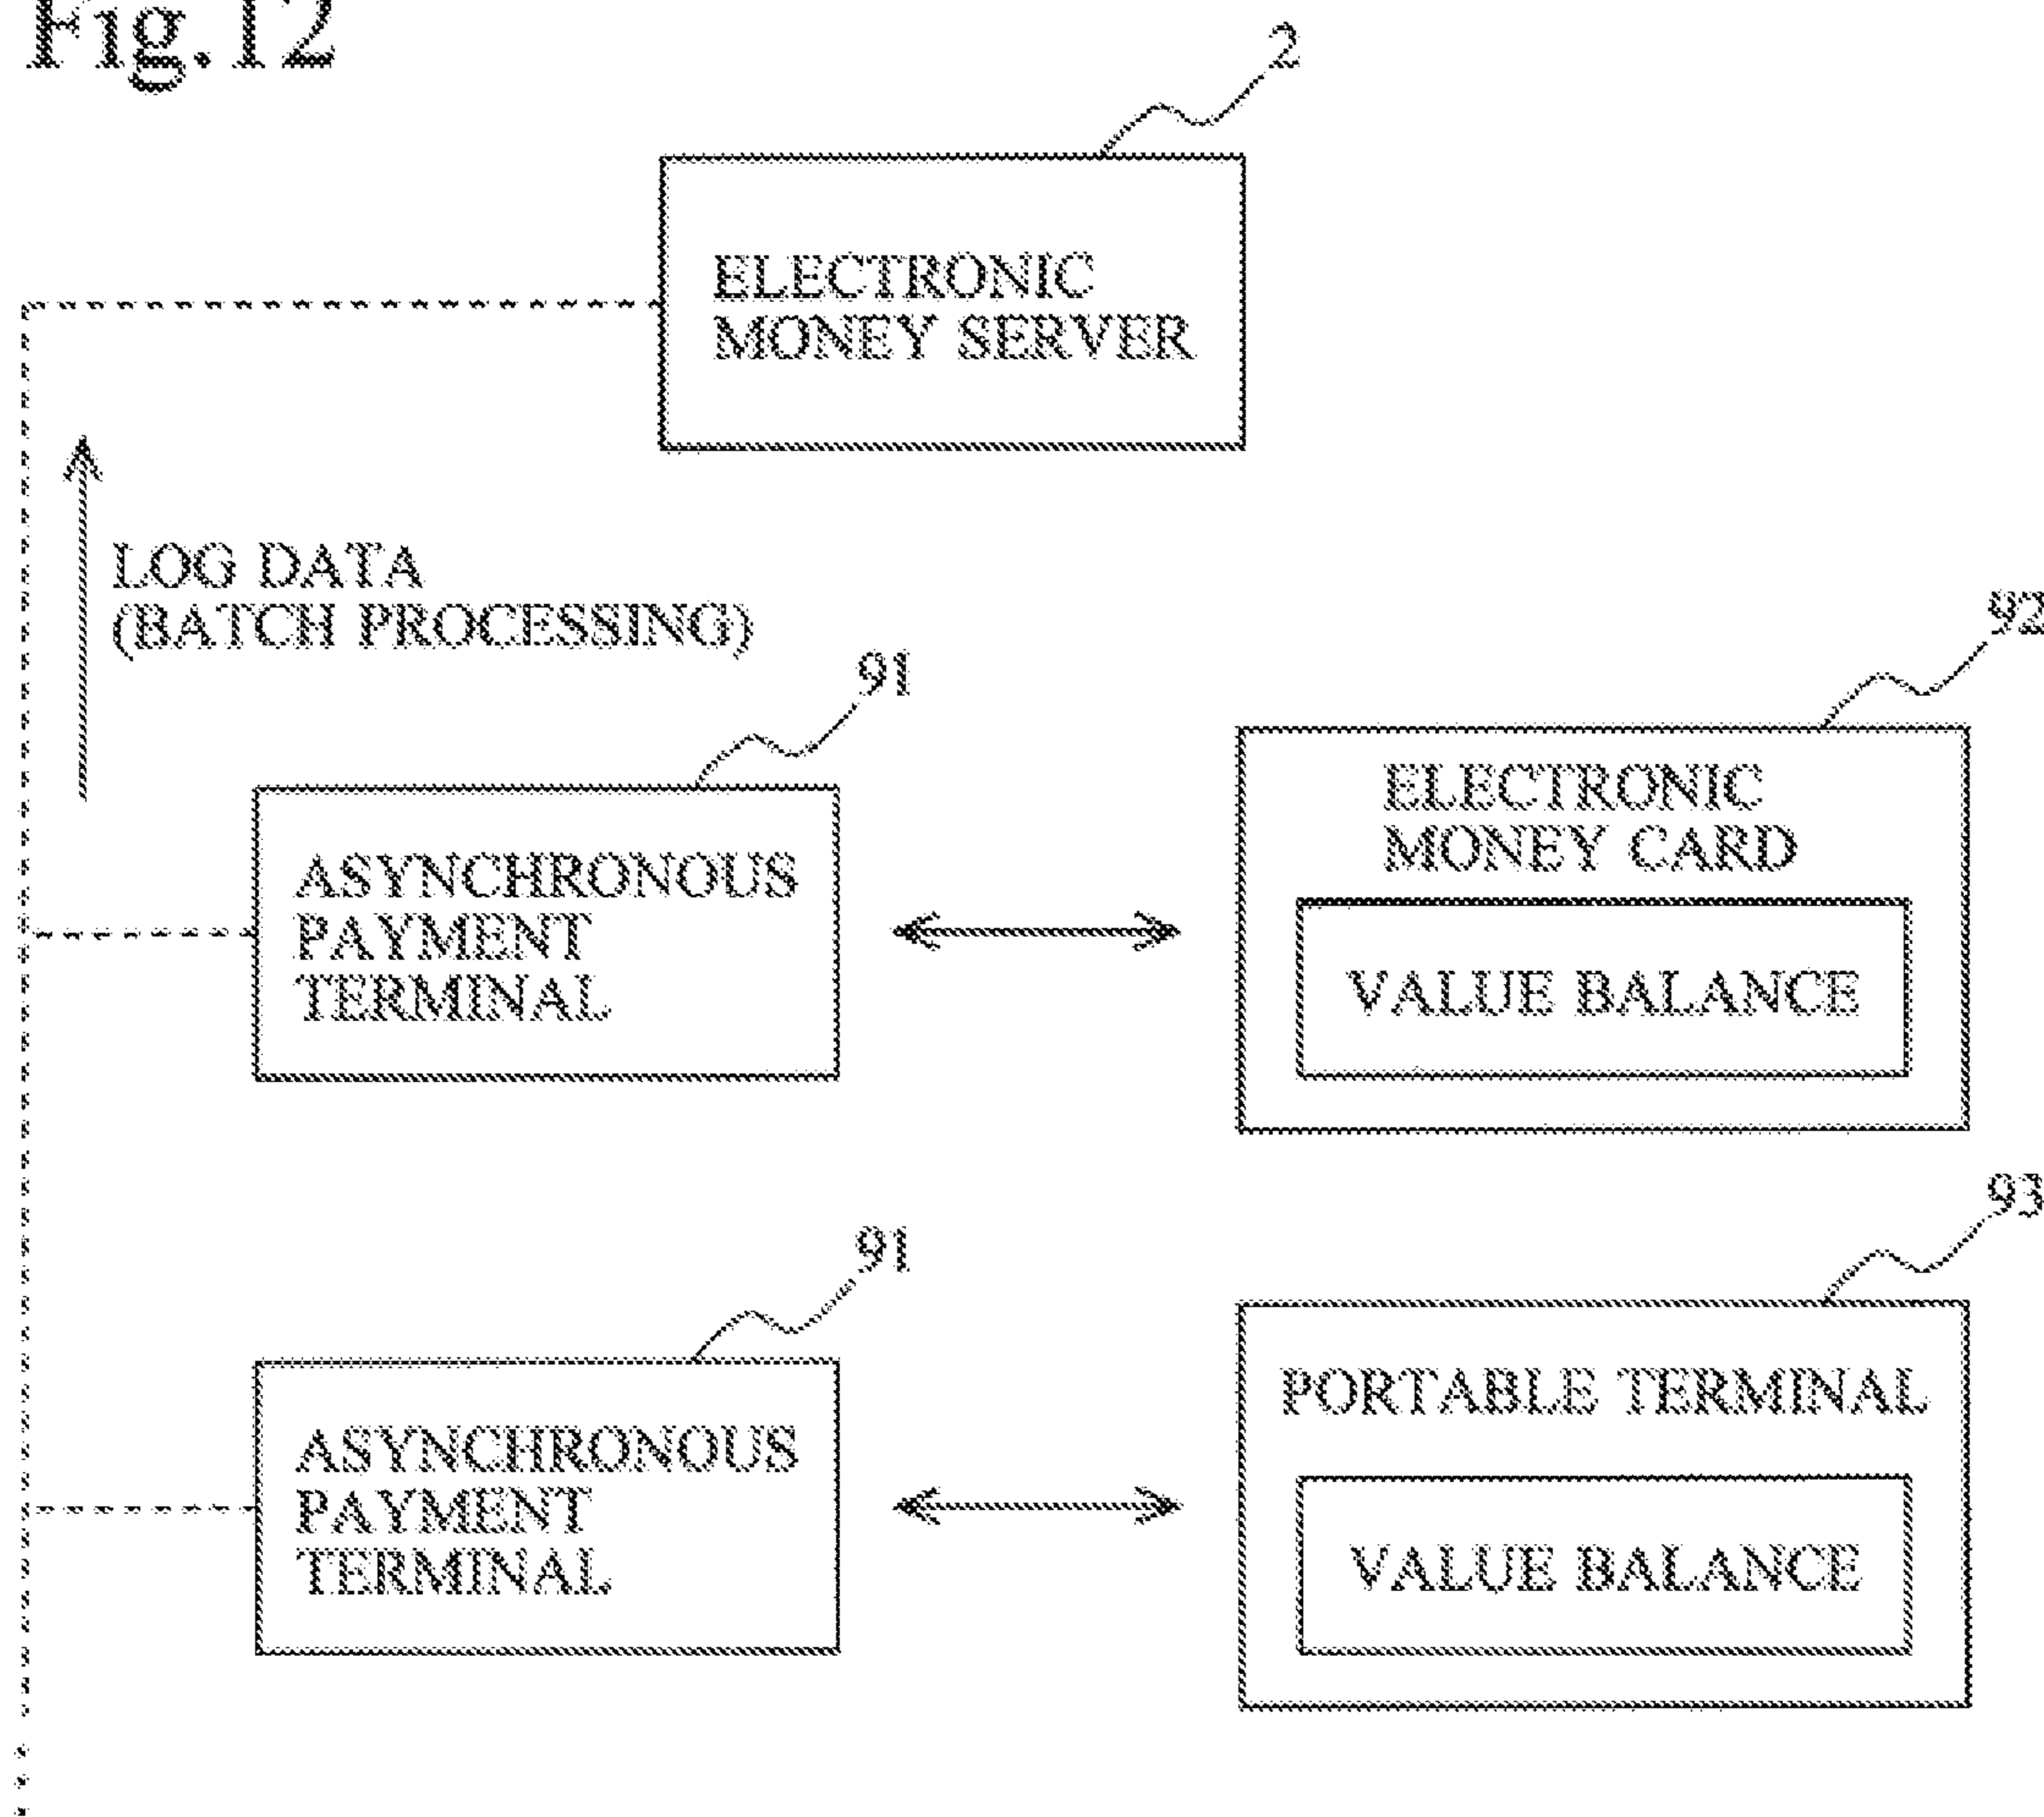 Fig.12
2
ELECTRONIC
MONEY SERVER
LOG DATA
(BATCH PROCESSING)
91
ASYNCHRONOUS
PAYMENT
TERMINAL
92
ELECTRONIC
MONEY CARD
VALUE BALANCE
91
ASYNCHRONOUS
PAYMENT
TERMINAL
93
PORTABLE TERMINAL
VALUE BALANCE